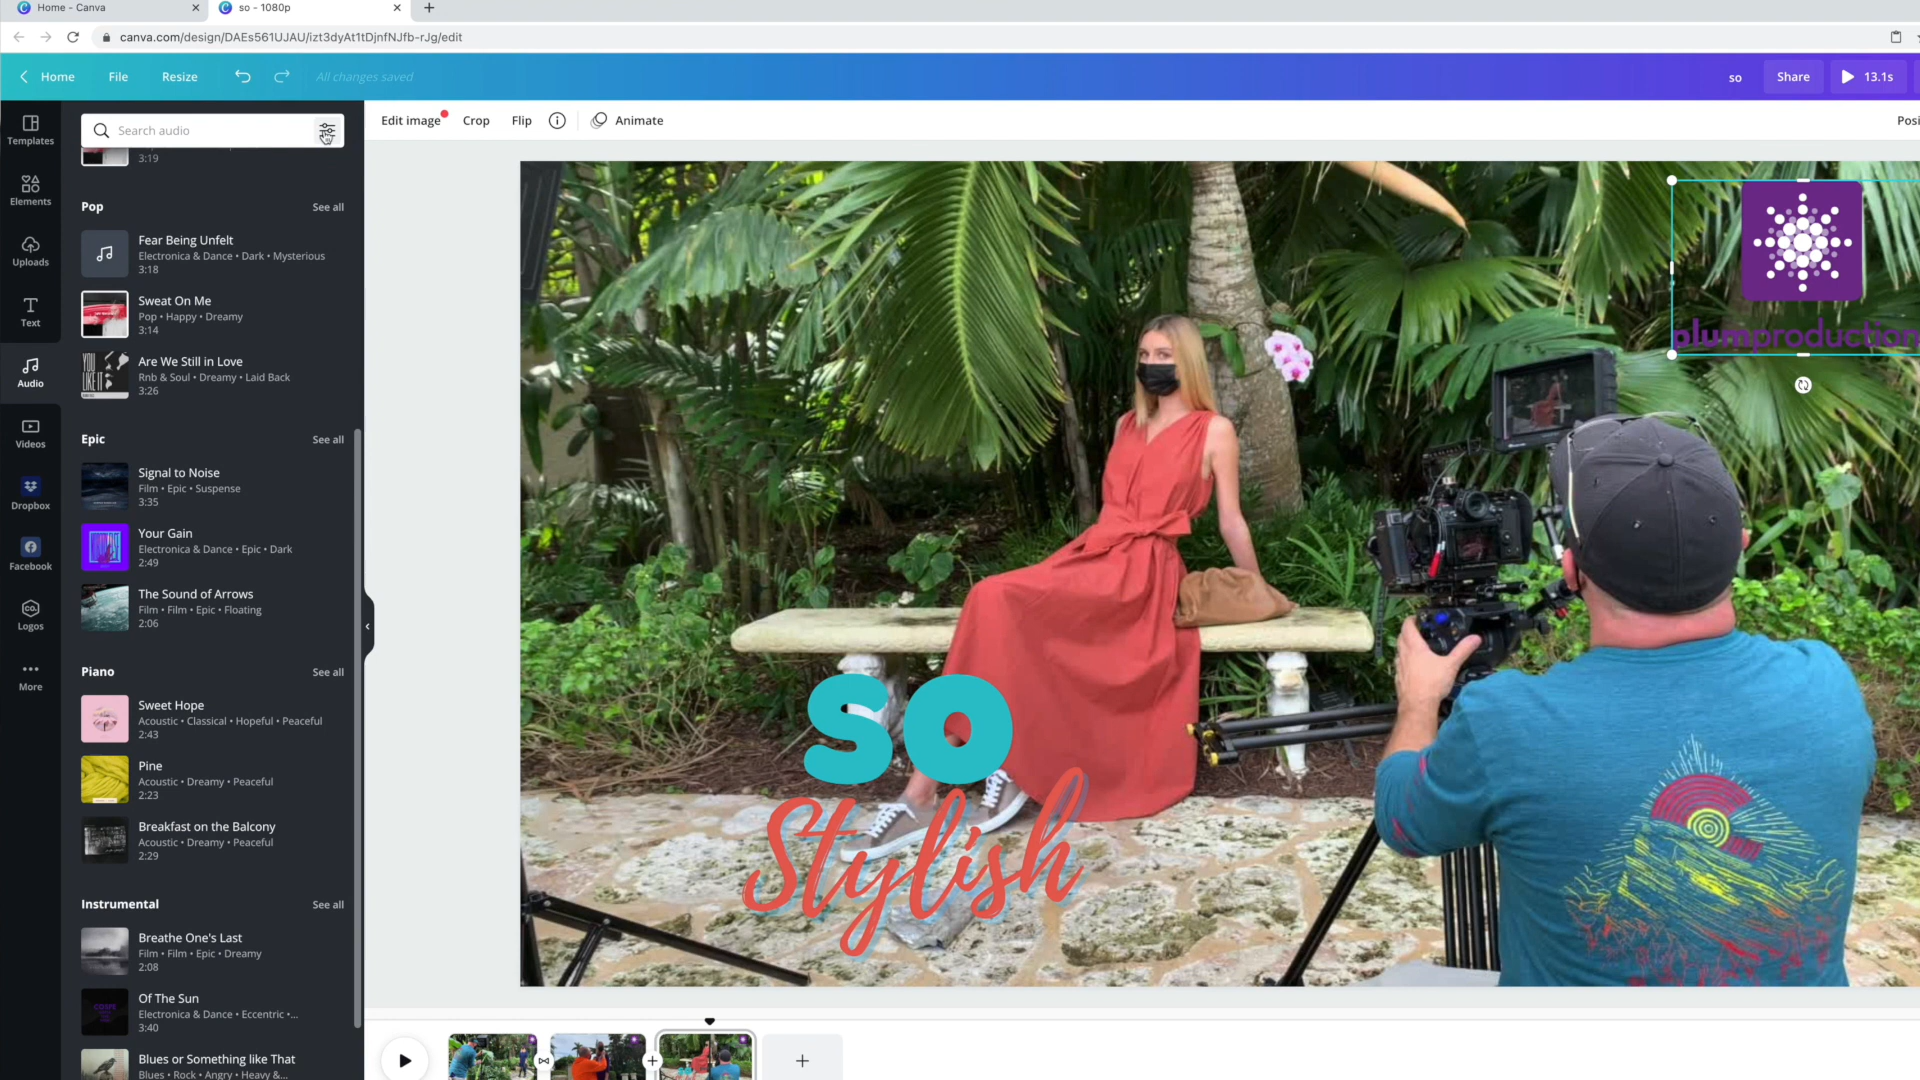 Home - Canva
so - 1080p
canva.com/design/DAEs561UJAU/izt3dyAt1tDjnfNJfb-rJg/edit
Home
File
Resize
All changes saved
so
Share
13.1s
Templates
Elements
Uploads
Text
Audio
Videos
Dropbox
Facebook
CO.
Logos
More
Search audio
3:19
Pop
See all
Fear Being Unfelt
Electronica & Dance • Dark • Mysterious
3:18
Sweat On Me
Pop • Happy • Dreamy
3:14
YOU
LIKE IT
Are We Still in Love
Rnb & Soul • Dreamy • Laid Back
3:26
Epic
See all
Signal to Noise
Film • Epic • Suspense
3:35
Your Gain
Electronica & Dance • Epic • Dark
2:49
The Sound of Arrows
Film • Film • Epic • Floating
2:06
Piano
See all
Sweet Hope
Acoustic • Classical • Hopeful • Peaceful
2:43
Pine
Acoustic • Dreamy • Peaceful
2:23
Breakfast on the Balcony
Acoustic • Dreamy • Peaceful
2:29
Instrumental
See all
Breathe One's Last
Film • Film • Epic • Dreamy
2:08
Of The Sun
Electronica & Dance • Eccentric •...
3:40
Blues or Something like That
Blues • Rock • Angry • Heavy &...
Edit image
Crop
Flip
Animate
Posi
plumproduction
so
Stylish